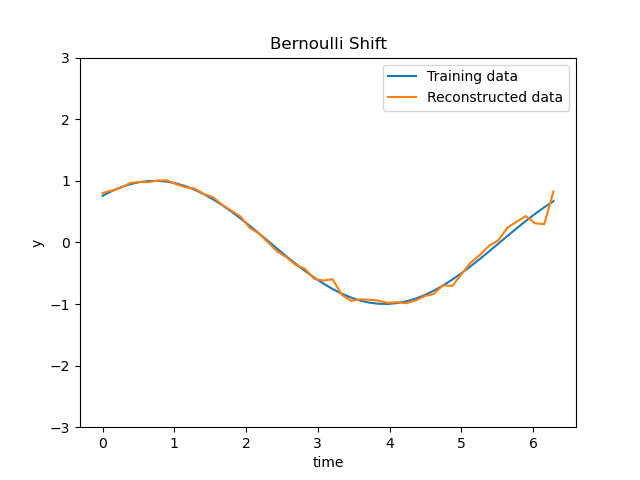 Bernoulli Shift
Training data
Reconstructed data
3
2
1
0
−1
−2
−3
y
0 1 2 3 4 5 6
time